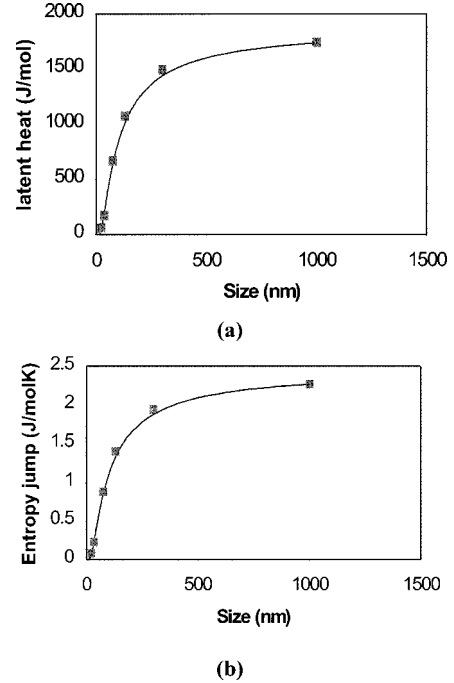 2000
1500
1000
500
0
latent heat (J/mol)
0 500 1000 1500
Size (nm)
(a)
2.5
2
1.5
1
0.5
0
Entropy jump (J/molK)
0 500 1000 1500
Size (nm)
(b)